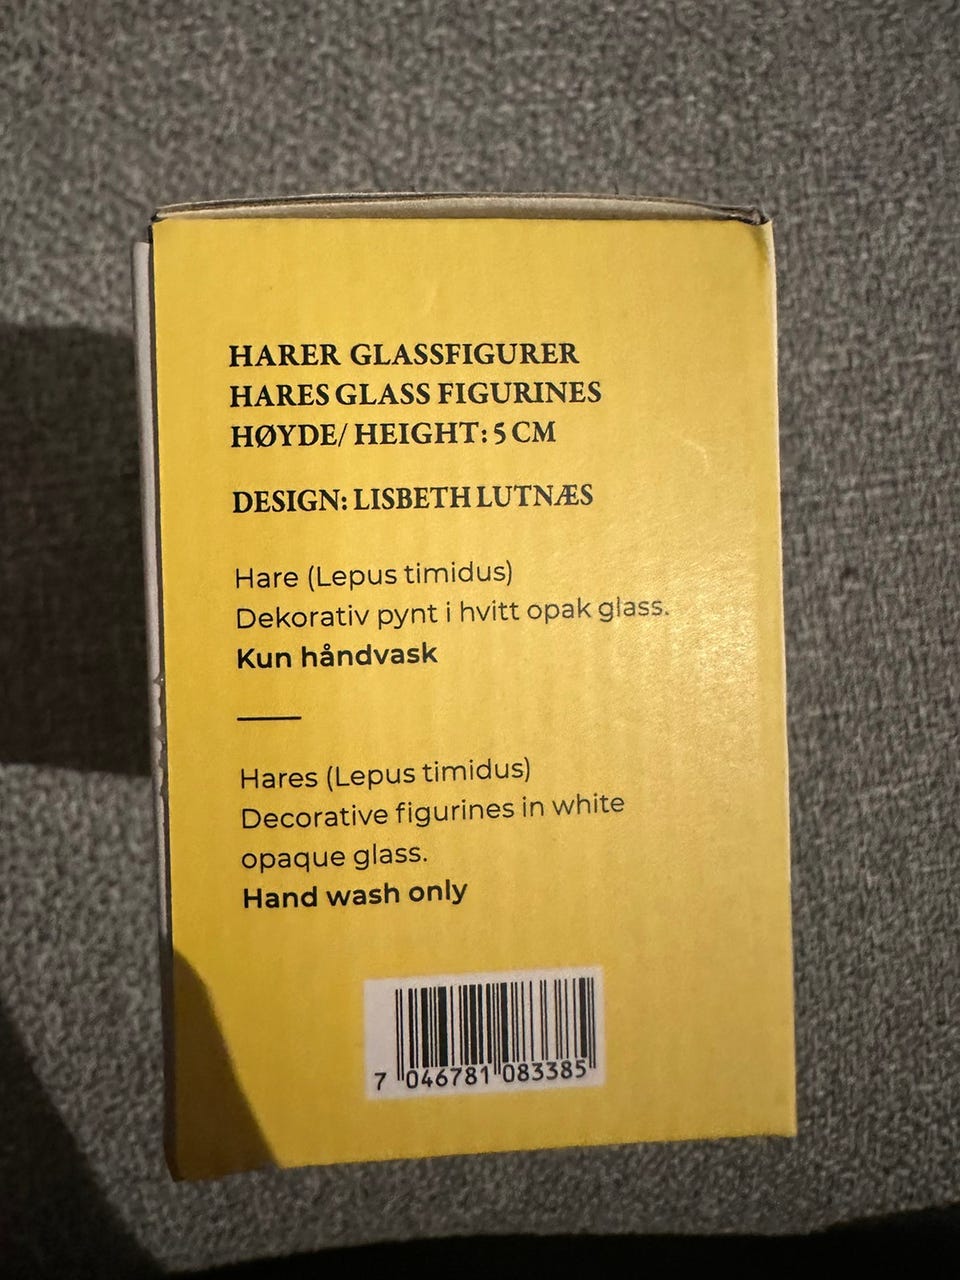 HARER GLASSFIGURER
HARES GLASS FIGURINES
HØYDE/ HEIGHT: 5 CM
DESIGN: LISBETH LUTNÆS
Hare (Lepus timidus)
Dekorativ pynt i hvitt opak glass.
Kun håndvask
Hares (Lepus timidus)
Decorative figurines in white
opaque glass.
Hand wash only
7 046781 083385